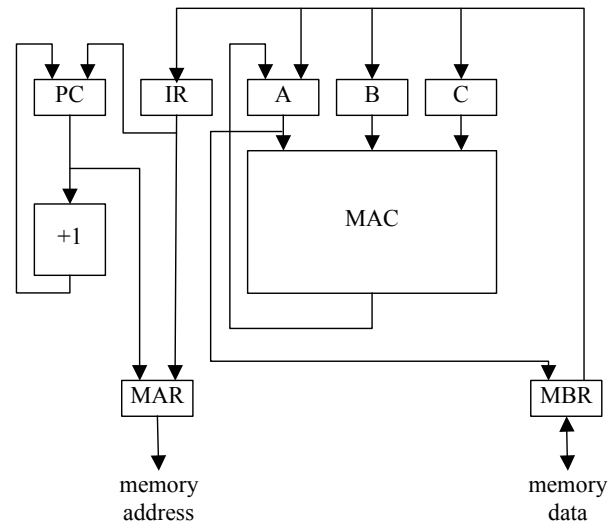 PC
IR
A
B
C
MAC
+1
MAR
MBR
memory
address
memory
data